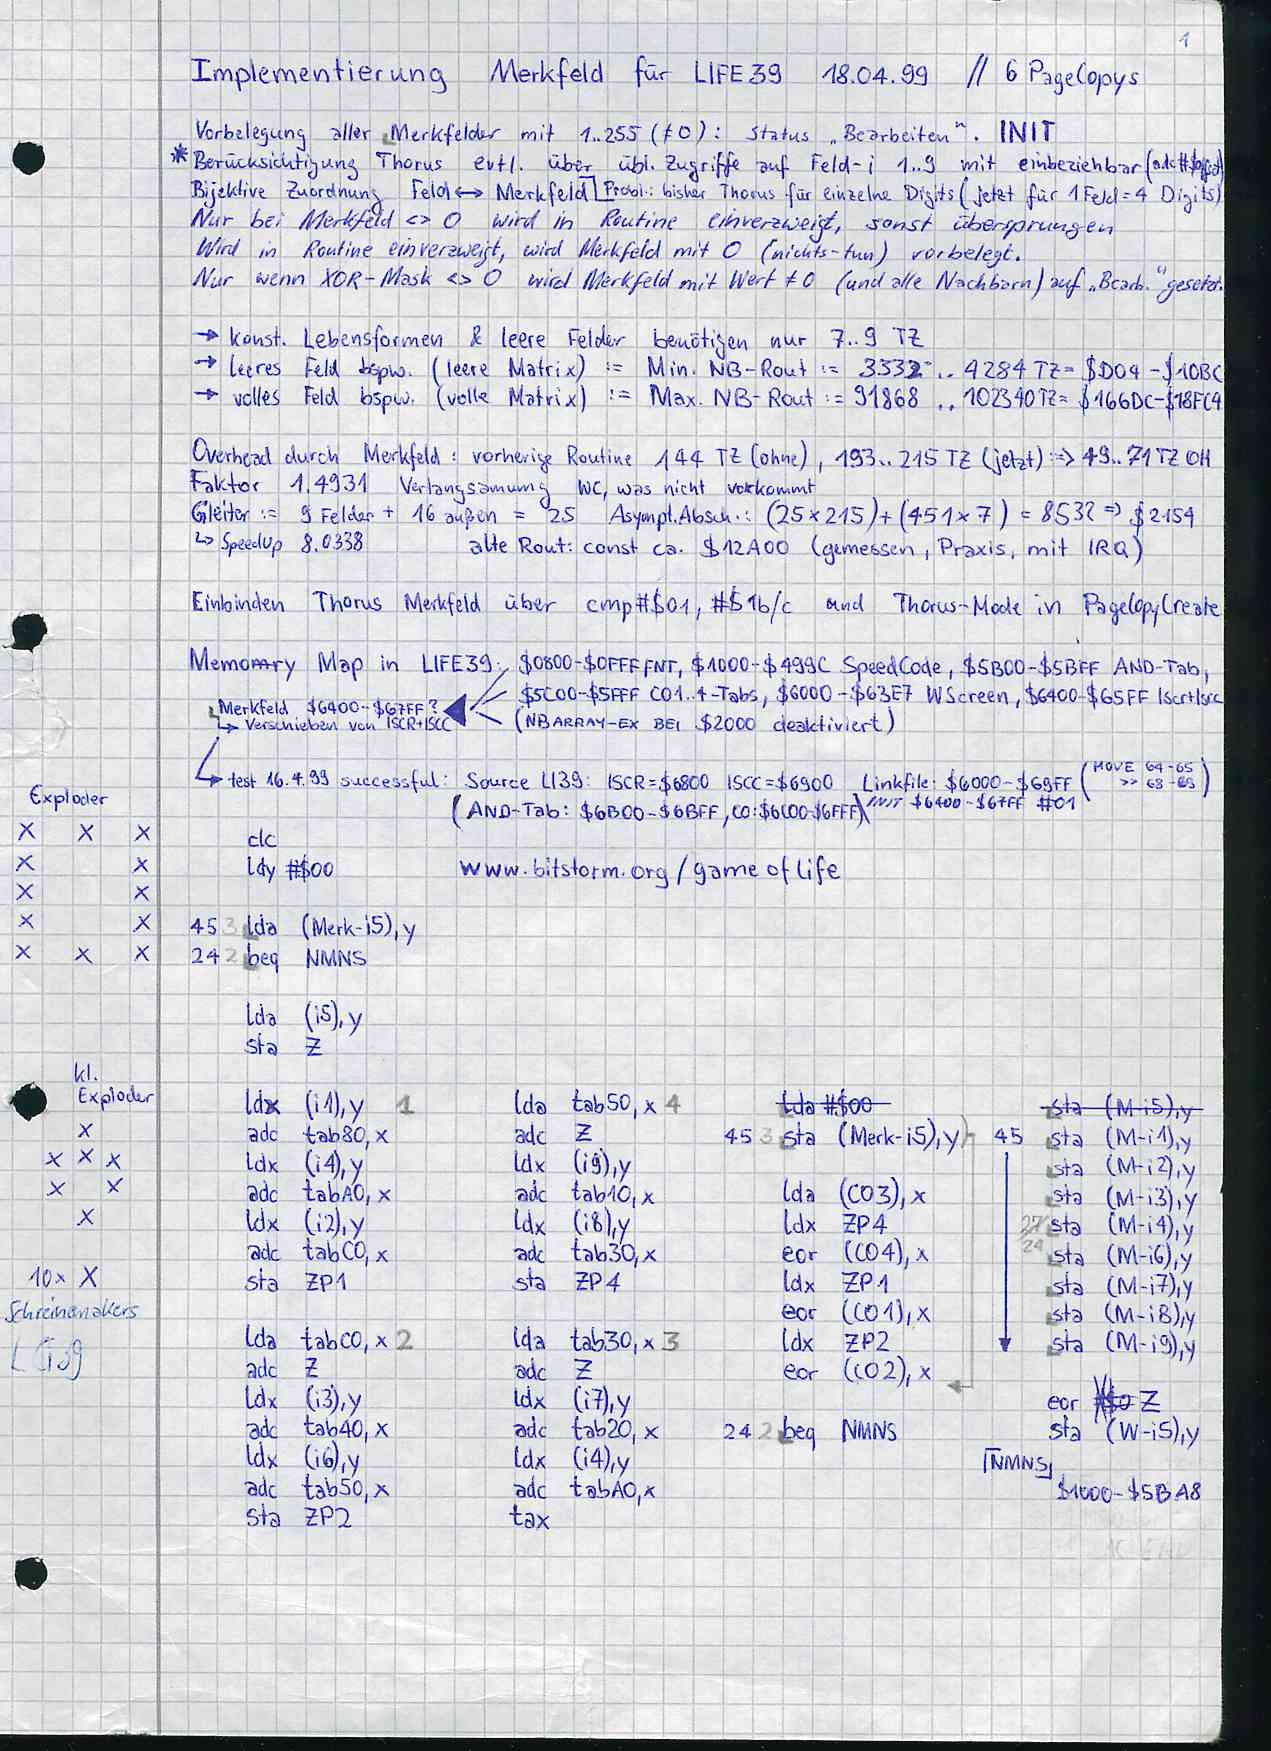 1
Implementierung Merkfeld für LIFE39 18.04.99 // 6 PageCopys
Vorbelegung aller Merkfelder mit 1..255 (≠0): Status „Bearbeiten“. INIT
* Berücksichtigung Thorus evtl. über übl. Zugriffe auf Feld-i 1..9 mit einbeziehbar
Bijektive Zuordnung Feld ↔ Merkfeld Probl.: bisher Thorus für einzelne Digits (jetzt für 1 Feld = 4 Digits)
Nur bei Merkfeld <> 0 wird in Routine einverzweigt, sonst übersprungen
Wird in Routine einverzweigt, wird Merkfeld mit 0 (nichts-tun) vorbelegt.
Nur wenn XOR-Mask <> 0 wird Merkfeld mit Wert ≠ 0 (und alle Nachbarn) auf „Bearb.“ gesetzt.
→ konst. Lebensformen & leere Felder benötigen nur 7..9 TZ
→ leeres Feld bspw. (leere Matrix) := Min. NB-Rout := 3332 .. 4284 TZ = $D04 - $10BC
→ volles Feld bspw. (volle Matrix) := Max. NB-Rout := 91868 .. 102340 TZ = $166DC-$18FC4
Overhead durch Merkfeld: vorherige Routine 144 TZ (ohne), 193..215 TZ (jetzt) => 49..71 TZ OH
Faktor 1.4931 Verlangsamung WC, was nicht vorkommt
Gleiter := 9 Felder + 16 außen = 25 Asympt. Absch.: (25×215)+(451×7) = 8532 => $2154
↳ SpeedUp 8.0338 alte Rout: const ca. $12A00 (gemessen, Praxis, mit IRQ)
Einbinden Thorus Merkfeld über cmp#$01, #$1b/c und Thorus-Mode in PageCopyCreate
Memory Map in LIFE39: $0800-$0FFF FNT, $1000-$499C SpeedCode, $5B00-$5BFF AND-Tab,
$5C00-$5FFF CO1..4-Tabs, $6000-$63E7 WScreen, $6400-$65FF Iscr+Iscc
Merkfeld $6400-$67FF? (NBARRAY-EX BEI $2000 deaktiviert)
↳ Verschieben von ISCR+ISCC
↳ test 16.4.99 successful: Source LI39: ISCR=$6800 ISCC=$6900 Linkfile: $6000-$69FF (MOVE 64-65
>> 68-69)
(AND-Tab: $6B00-$6BFF, CO:$6C00-$6FFF) INIT $6400-$67FF #01
Exploder
X X X
X X
X X
X X
X X X
clc
ldy #$00 www.bitstorm.org/gameoflife
45 3 lda (Merk-i5),y
24 2 beq NMNS
lda (i5),y
sta Z
kl.
Exploder
X
X X X
X X
X
10x X
Schreinemakers
ldx (i1),y 1
adc tab80,x
ldx (i4),y
adc tabA0,x
ldx (i2),y
adc tabC0,x
sta ZP1
lda tabC0,x 2
adc Z
ldx (i3),y
adc tab40,x
ldx (i6),y
adc tab50,x
sta ZP2
lda tab50,x 4
adc Z
ldx (i9),y
adc tab10,x
ldx (i8),y
adc tab30,x
sta ZP4
lda tab30,x 3
adc Z
ldx (i7),y
adc tab20,x
ldx (i4),y
adc tabA0,x
tax
lda #$00
45 3 sta (Merk-i5),y
lda (CO3),x
ldx ZP4
eor (CO4),x
ldx ZP1
eor (CO1),x
ldx ZP2
eor (CO2),x
24 2 beq NMNS
sta (M-i5),y
45 sta (M-i1),y
sta (M-i2),y
sta (M-i3),y
27 sta (M-i4),y
24 sta (M-i6),y
sta (M-i7),y
sta (M-i8),y
sta (M-i9),y
eor Z
sta (W-i5),y
NMNS
$1000-$5BA8